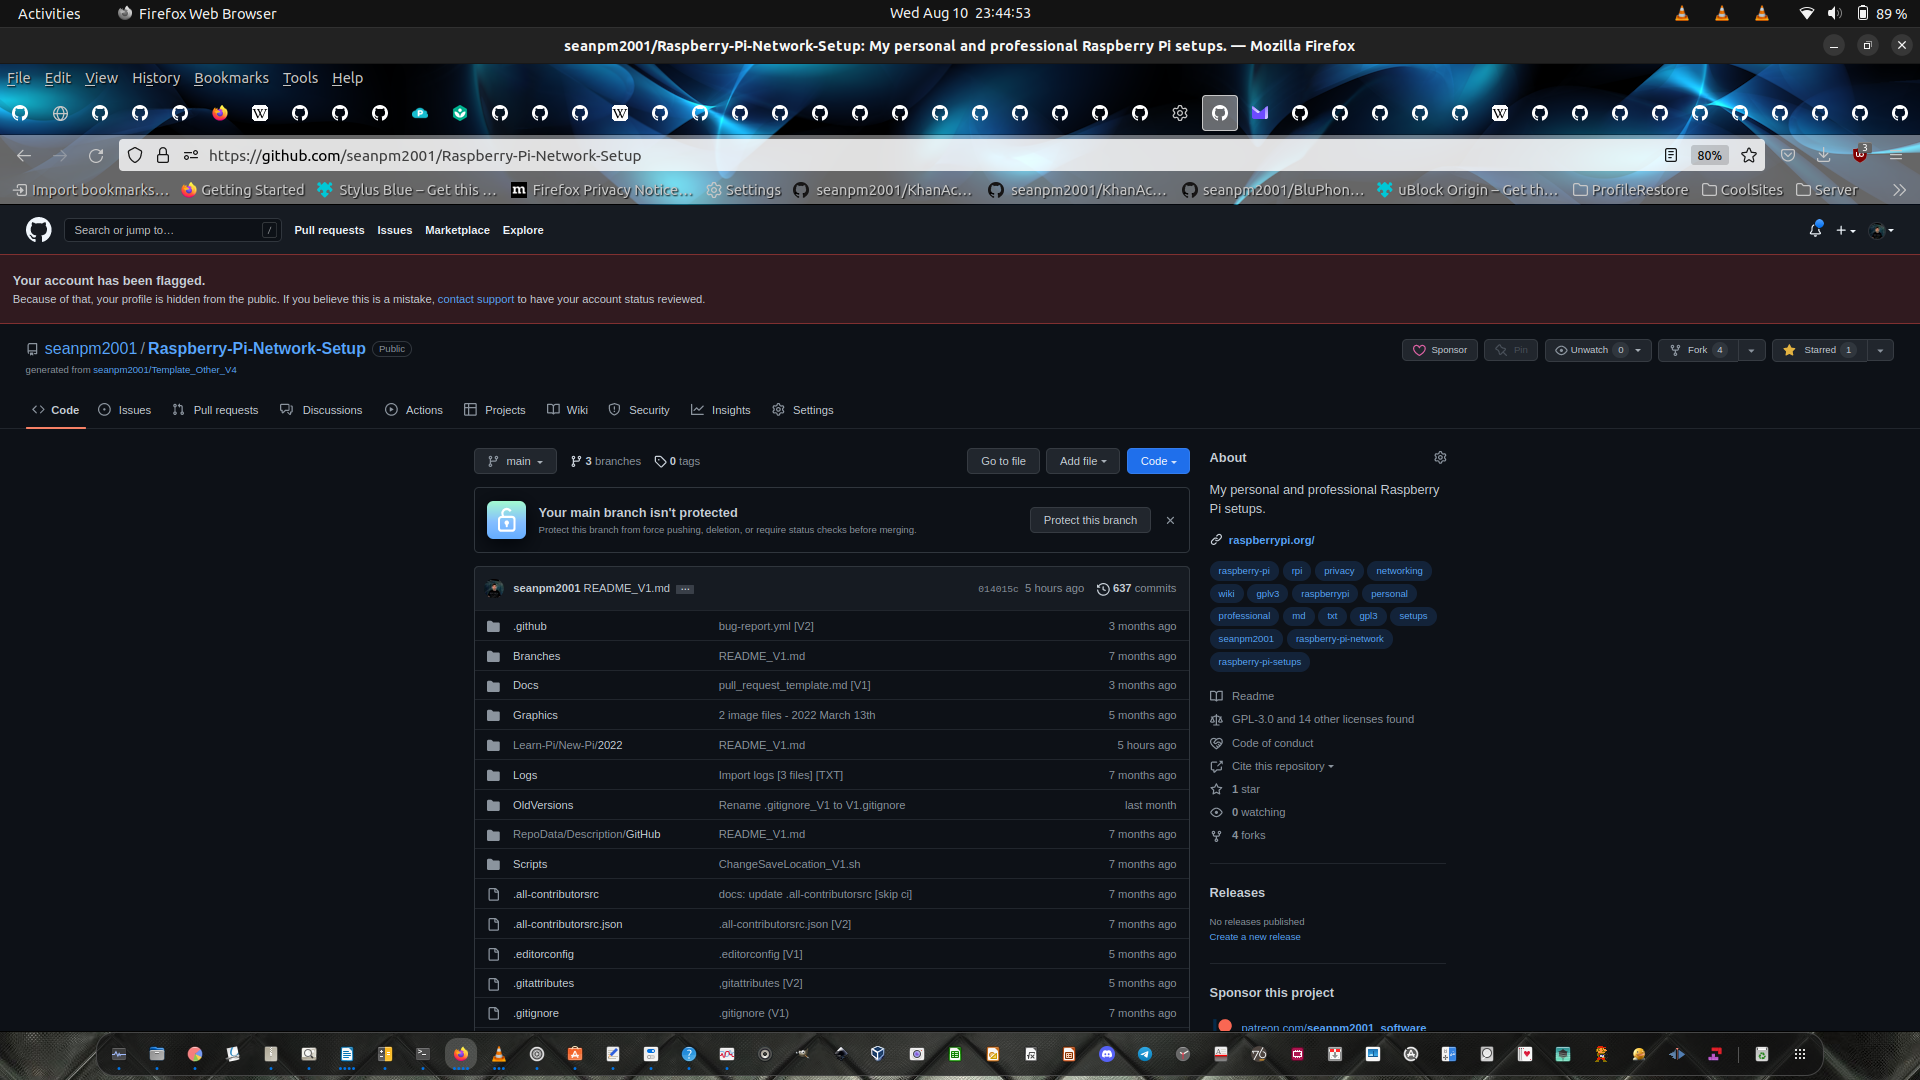 Activities
Firefox Web Browser
Wed Aug 10 23:44:53
89 %
seanpm2001/Raspberry-Pi-Network-Setup: My personal and professional Raspberry Pi setups. — Mozilla Firefox
File Edit View History Bookmarks Tools Help
https://github.com/seanpm2001/Raspberry-Pi-Network-Setup
80%
3
Import bookmarks… Getting Started Stylus Blue – Get this … Firefox Privacy Notice… Settings seanpm2001/KhanAc… seanpm2001/KhanAc… seanpm2001/BluPhon… uBlock Origin – Get th… ProfileRestore CoolSites Server
Search or jump to… /
Pull requests Issues Marketplace Explore
Your account has been flagged.
Because of that, your profile is hidden from the public. If you believe this is a mistake, contact support to have your account status reviewed.
seanpm2001 / Raspberry-Pi-Network-Setup Public
generated from seanpm2001/Template_Other_V4
Sponsor Pin Unwatch 0 Fork 4 Starred 1
Code Issues Pull requests Discussions Actions Projects Wiki Security Insights Settings
main 3 branches 0 tags Go to file Add file Code
Your main branch isn't protected
Protect this branch from force pushing, deletion, or require status checks before merging.
Protect this branch
seanpm2001 README_V1.md ... 014015c 5 hours ago 637 commits
.github bug-report.yml [V2] 3 months ago
Branches README_V1.md 7 months ago
Docs pull_request_template.md [V1] 3 months ago
Graphics 2 image files - 2022 March 13th 5 months ago
Learn-Pi/New-Pi/2022 README_V1.md 5 hours ago
Logs Import logs [3 files] [TXT] 7 months ago
OldVersions Rename .gitignore_V1 to V1.gitignore last month
RepoData/Description/GitHub README_V1.md 7 months ago
Scripts ChangeSaveLocation_V1.sh 7 months ago
.all-contributorsrc docs: update .all-contributorsrc [skip ci] 7 months ago
.all-contributorsrc.json .all-contributorsrc.json [V2] 7 months ago
.editorconfig .editorconfig [V1] 5 months ago
.gitattributes .gitattributes [V2] 5 months ago
.gitignore .gitignore (V1) 7 months ago
About
My personal and professional Raspberry
Pi setups.
raspberrypi.org/
raspberry-pi rpi privacy networking
wiki gplv3 raspberrypi personal
professional md txt gpl3 setups
seanpm2001 raspberry-pi-network
raspberry-pi-setups
Readme
GPL-3.0 and 14 other licenses found
Code of conduct
Cite this repository
1 star
0 watching
4 forks
Releases
No releases published
Create a new release
Sponsor this project
patreon.com/seanpm2001_software